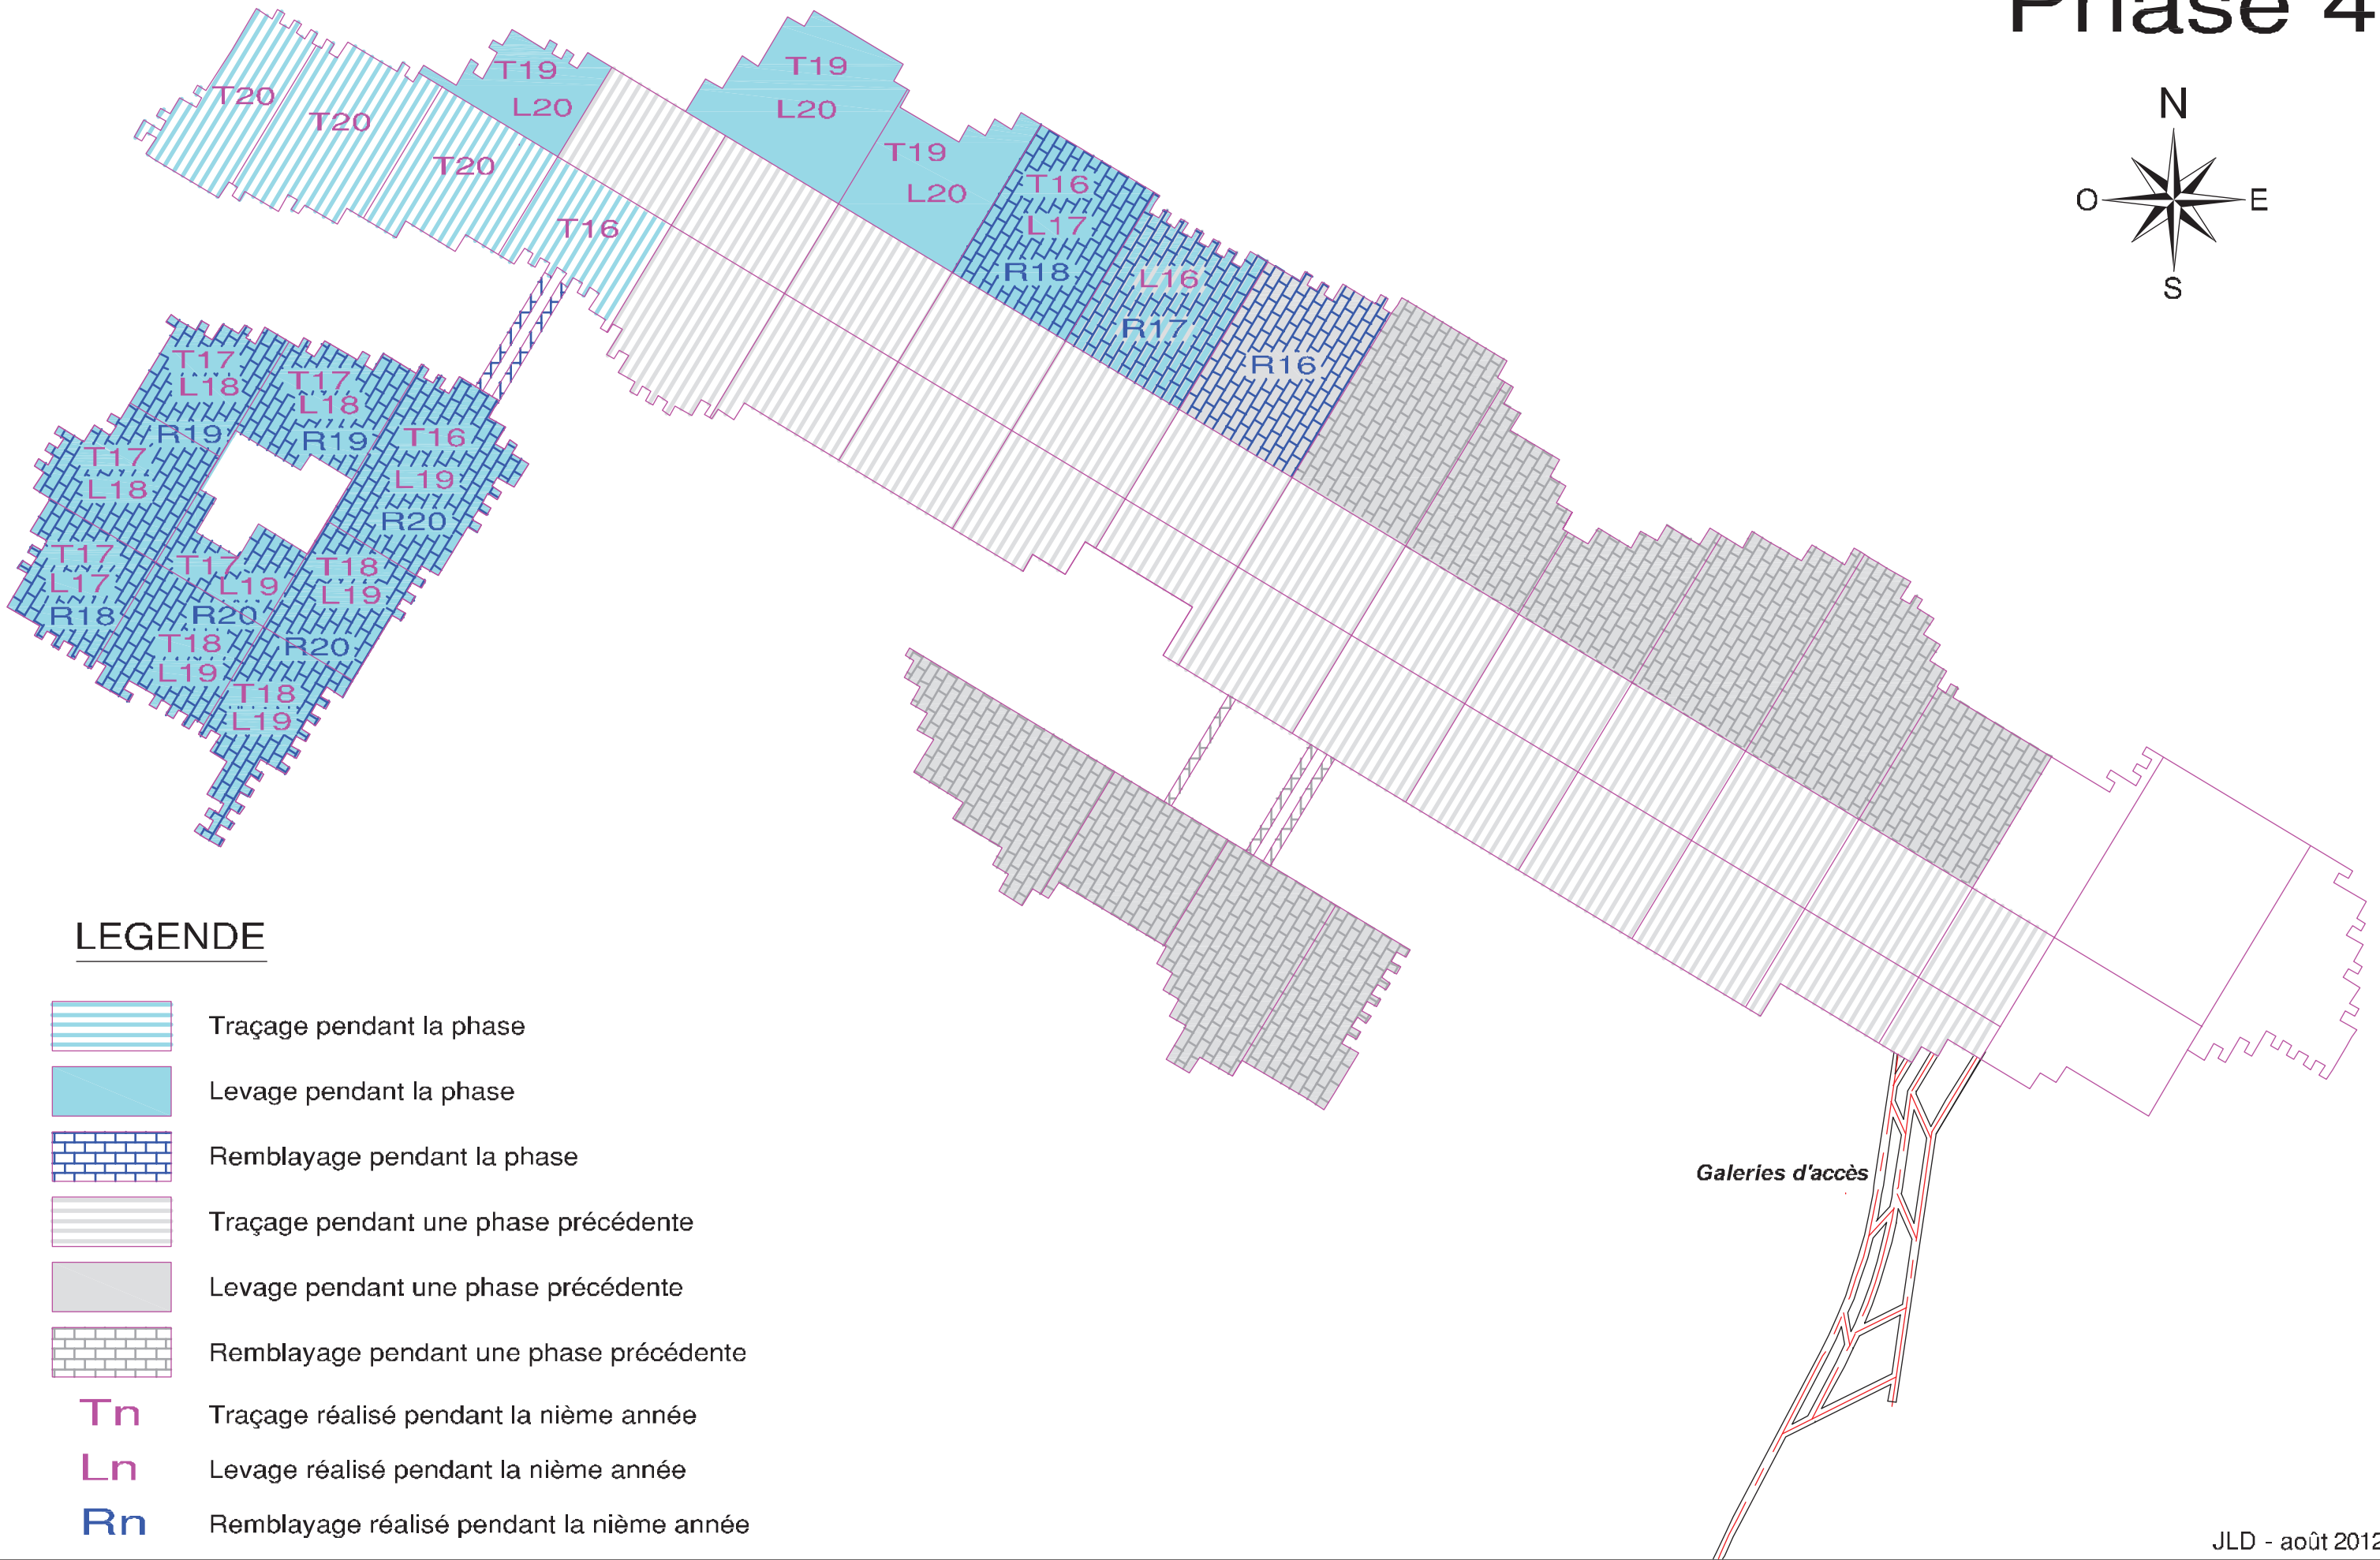 Phase 4
N
O
E
S
T20
T20
T20
T16
T19
L20
T19
L20
T19
L20
T16
L17
R18
L16
R17
R16
T17
L18
R19
T17
L18
R19
T16
L19
R20
T17
L18
T17
L17
R18
T17
L19
R20
T18
L19
R20
T18
L19
T18
L19
LEGENDE
Traçage pendant la phase
Levage pendant la phase
Remblayage pendant la phase
Traçage pendant une phase précédente
Levage pendant une phase précédente
Remblayage pendant une phase précédente
Tn Traçage réalisé pendant la nième année
Ln Levage réalisé pendant la nième année
Rn Remblayage réalisé pendant la nième année
Galeries d'accès
JLD - août 2012